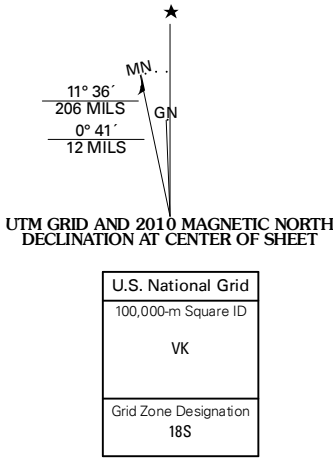 ★
MN
11° 36´
206 MILS
GN
0° 41´
12 MILS
UTM GRID AND 2010 MAGNETIC NORTH
DECLINATION AT CENTER OF SHEET
U.S. National Grid
100,000-m Square ID
VK
Grid Zone Designation
18S